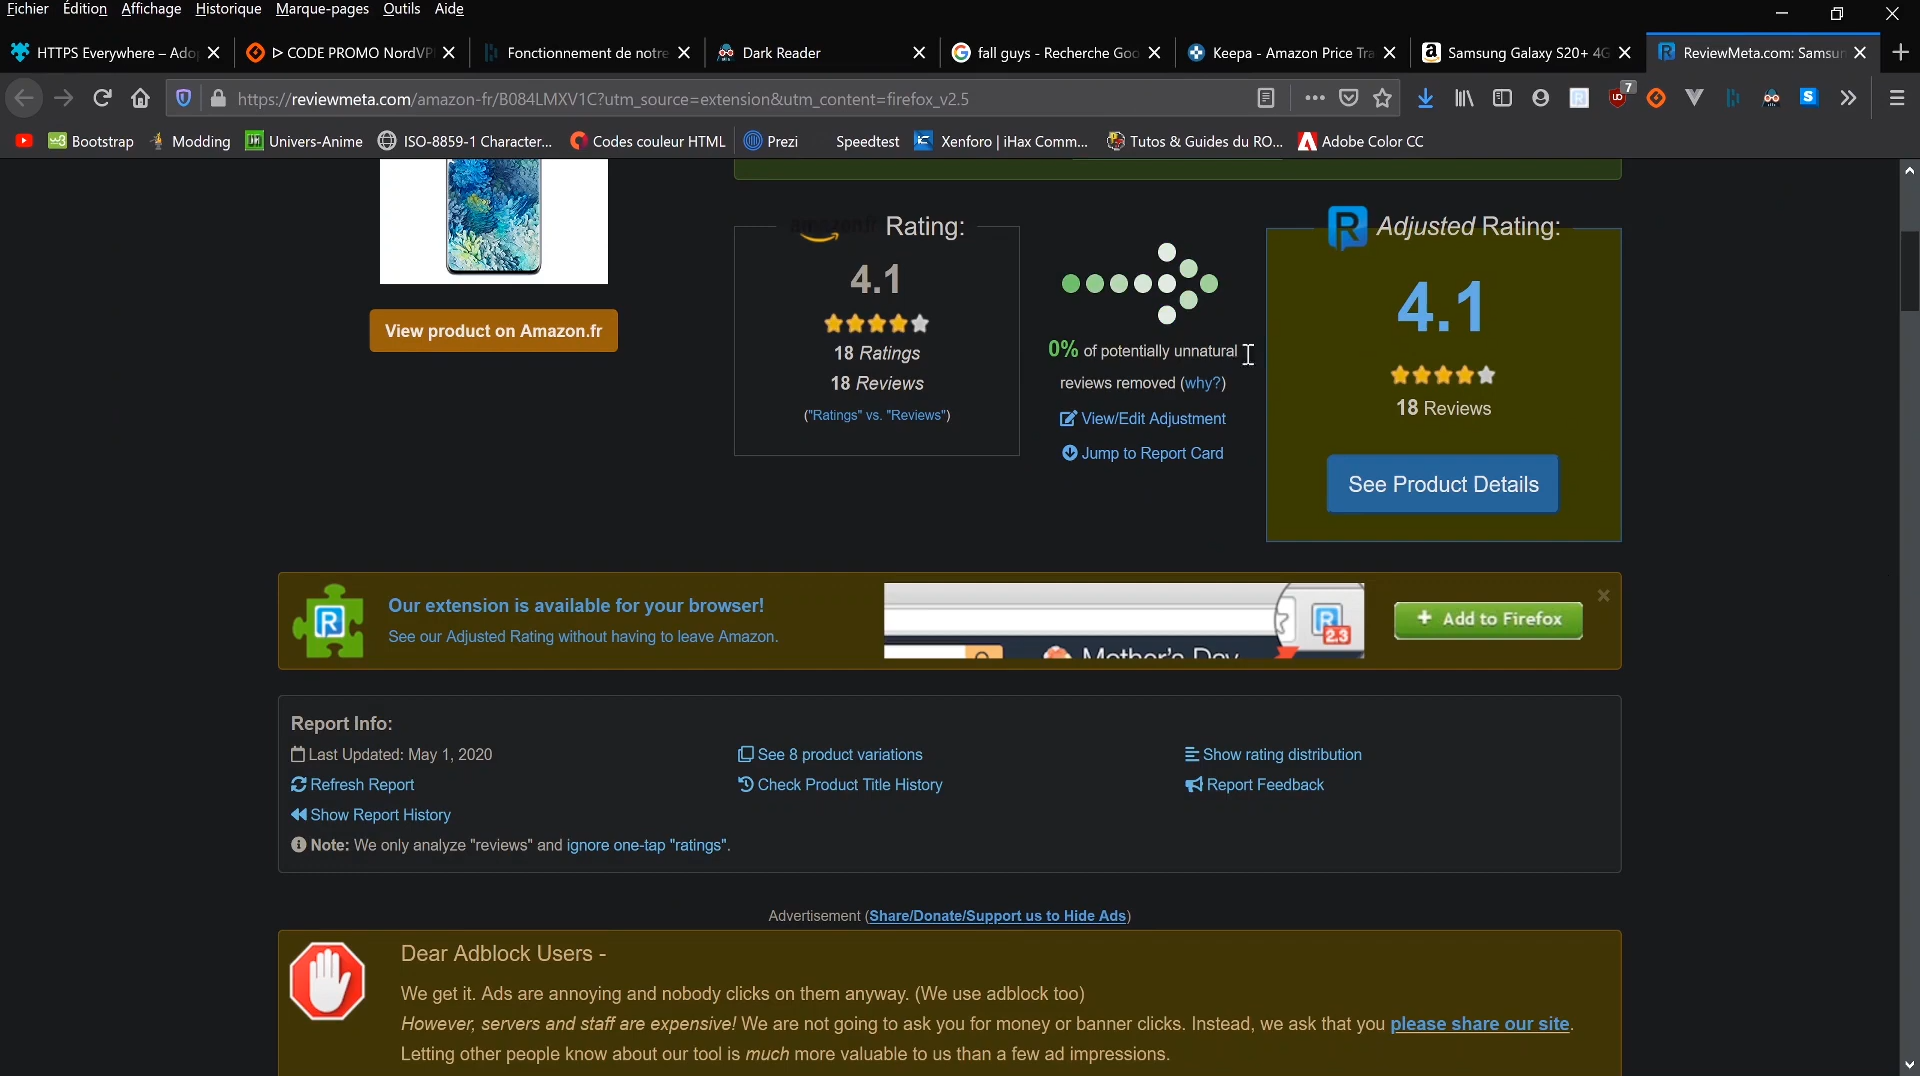 Fichier Édition Affichage Historique Marque-pages Outils Aide
HTTPS Everywhere – Ado
ᐅ CODE PROMO NordVP
Fonctionnement de notre
Dark Reader
fall guys - Recherche Goo
Keepa - Amazon Price Tra
Samsung Galaxy S20+ 4G
ReviewMeta.com: Samsun
https://reviewmeta.com/amazon-fr/B084LMXV1C?utm_source=extension&utm_content=firefox_v2.5
7
Bootstrap
Modding
Univers-Anime
ISO-8859-1 Character...
Codes couleur HTML
Prezi
Speedtest
Xenforo | iHax Comm...
Tutos & Guides du RO...
Adobe Color CC
amazon.fr Rating:
4.1
18 Ratings
18 Reviews
("Ratings" vs. "Reviews")
0% of potentially unnatural
reviews removed (why?)
View/Edit Adjustment
Jump to Report Card
R Adjusted Rating:
4.1
18 Reviews
See Product Details
View product on Amazon.fr
R
Our extension is available for your browser!
See our Adjusted Rating without having to leave Amazon.
R
2.3
Mother's Day
+ Add to Firefox
Report Info:
Last Updated: May 1, 2020
See 8 product variations
Show rating distribution
Refresh Report
Check Product Title History
Report Feedback
Show Report History
Note: We only analyze "reviews" and ignore one-tap "ratings".
Advertisement (Share/Donate/Support us to Hide Ads)
Dear Adblock Users -
We get it. Ads are annoying and nobody clicks on them anyway. (We use adblock too)
However, servers and staff are expensive! We are not going to ask you for money or banner clicks. Instead, we ask that you please share our site.
Letting other people know about our tool is much more valuable to us than a few ad impressions.